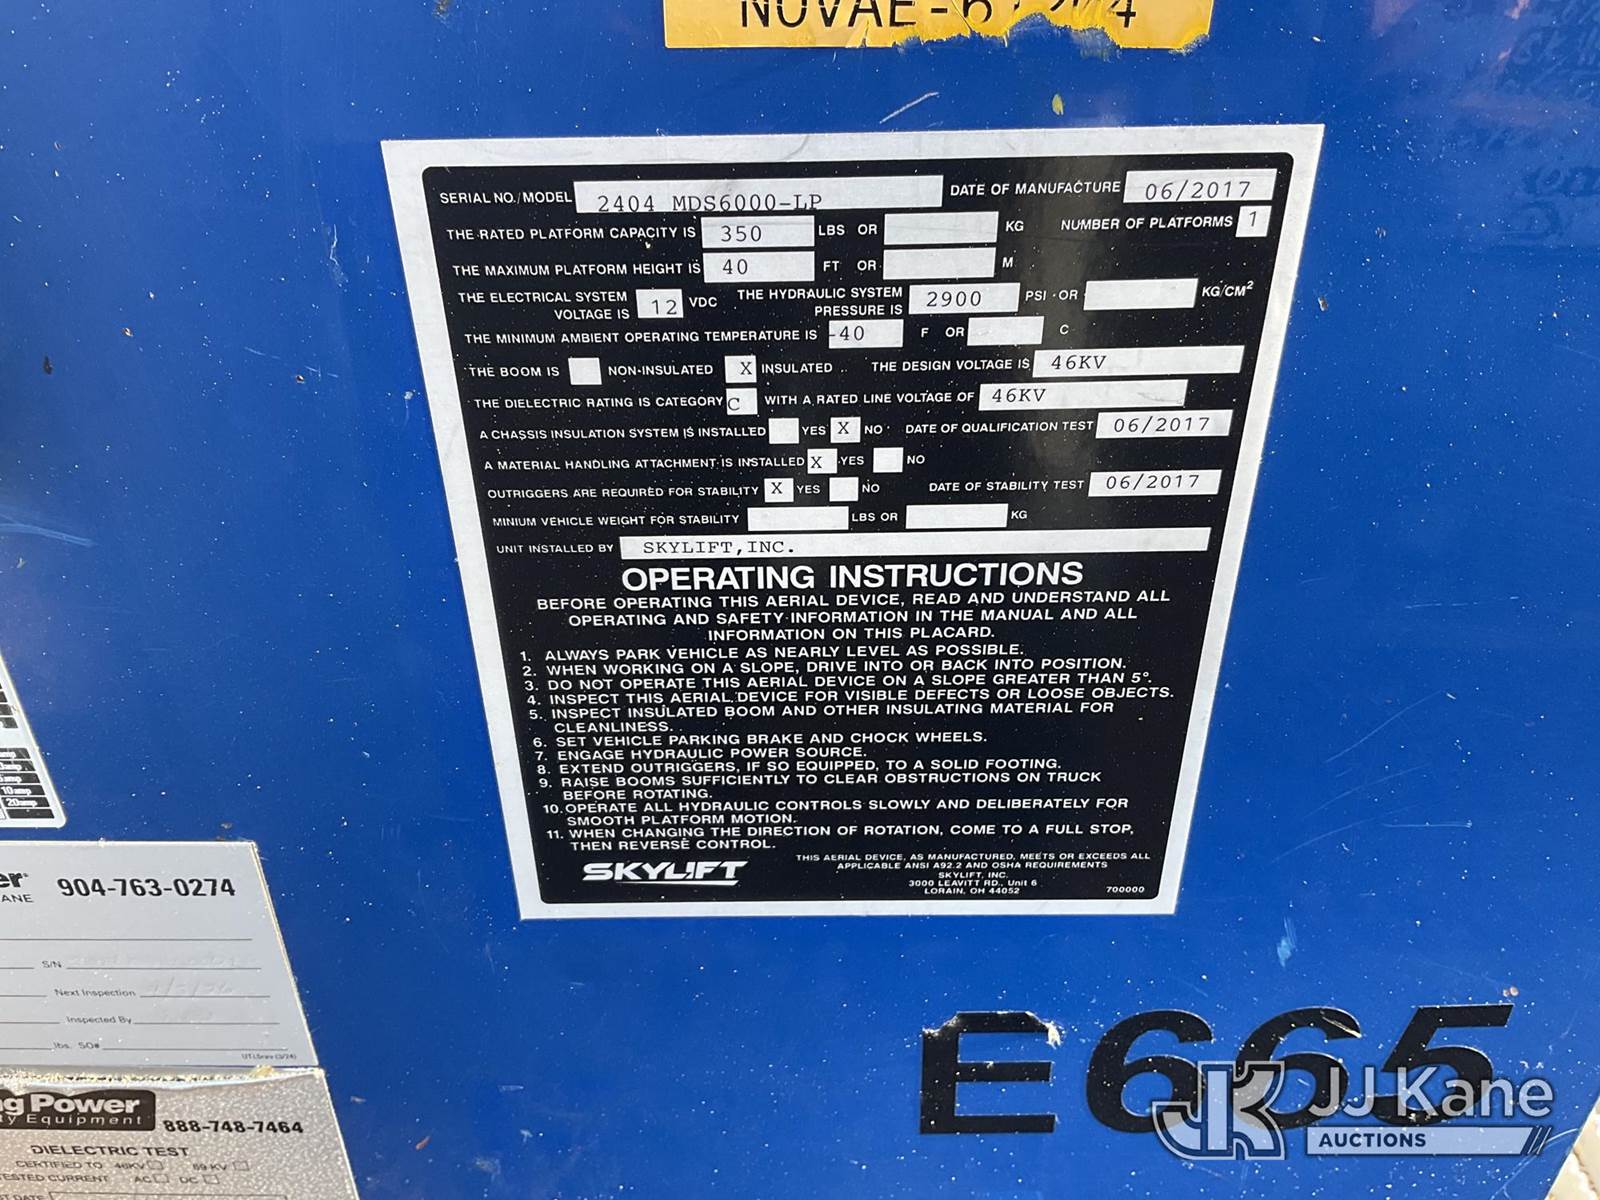 SERIAL NO./MODEL 2404 MDS6000-LP DATE OF MANUFACTURE 06/2017
THE RATED PLATFORM CAPACITY IS 350 LBS OR KG NUMBER OF PLATFORMS 1
THE MAXIMUM PLATFORM HEIGHT IS 40 FT OR M
THE ELECTRICAL SYSTEM VOLTAGE IS 12 VDC THE HYDRAULIC SYSTEM PRESSURE IS 2900 PSI OR KG/CM²
THE MINIMUM AMBIENT OPERATING TEMPERATURE IS -40 F OR C
THE BOOM IS NON-INSULATED X INSULATED THE DESIGN VOLTAGE IS 46KV
THE DIELECTRIC RATING IS CATEGORY C WITH A RATED LINE VOLTAGE OF 46KV
A CHASSIS INSULATION SYSTEM IS INSTALLED YES X NO DATE OF QUALIFICATION TEST 06/2017
A MATERIAL HANDLING ATTACHMENT IS INSTALLED X YES NO
OUTRIGGERS ARE REQUIRED FOR STABILITY X YES NO DATE OF STABILITY TEST 06/2017
MINIUM VEHICLE WEIGHT FOR STABILITY LBS OR KG
UNIT INSTALLED BY SKYLIFT, INC.
OPERATING INSTRUCTIONS
BEFORE OPERATING THIS AERIAL DEVICE, READ AND UNDERSTAND ALL
OPERATING AND SAFETY INFORMATION IN THE MANUAL AND ALL
INFORMATION ON THIS PLACARD.
1. ALWAYS PARK VEHICLE AS NEARLY LEVEL AS POSSIBLE.
2. WHEN WORKING ON A SLOPE, DRIVE INTO OR BACK INTO POSITION.
3. DO NOT OPERATE THIS AERIAL DEVICE ON A SLOPE GREATER THAN 5°.
4. INSPECT THIS AERIAL DEVICE FOR VISIBLE DEFECTS OR LOOSE OBJECTS.
5. INSPECT INSULATED BOOM AND OTHER INSULATING MATERIAL FOR
CLEANLINESS.
6. SET VEHICLE PARKING BRAKE AND CHOCK WHEELS.
7. ENGAGE HYDRAULIC POWER SOURCE.
8. EXTEND OUTRIGGERS, IF SO EQUIPPED, TO A SOLID FOOTING.
9. RAISE BOOMS SUFFICIENTLY TO CLEAR OBSTRUCTIONS ON TRUCK
BEFORE ROTATING.
10. OPERATE ALL HYDRAULIC CONTROLS SLOWLY AND DELIBERATELY FOR
SMOOTH PLATFORM MOTION.
11. WHEN CHANGING THE DIRECTION OF ROTATION, COME TO A FULL STOP,
THEN REVERSE CONTROL.
SKYLIFT
THIS AERIAL DEVICE, AS MANUFACTURED, MEETS OR EXCEEDS ALL
APPLICABLE ANSI A92.2 AND OSHA REQUIREMENTS
SKYLIFT, INC.
3000 LEAVITT RD., Unit 6
LORAIN, OH 44052
700000
10amp
20amp
904-763-0274
S/N
Next Inspection
Inspected By
lbs. SO#
Power
Equipment
888-748-7464
DIELECTRIC TEST
CERTIFIED TO 46KV 69 KV
TESTED CURRENT AC DC
E665
JJ Kane
AUCTIONS